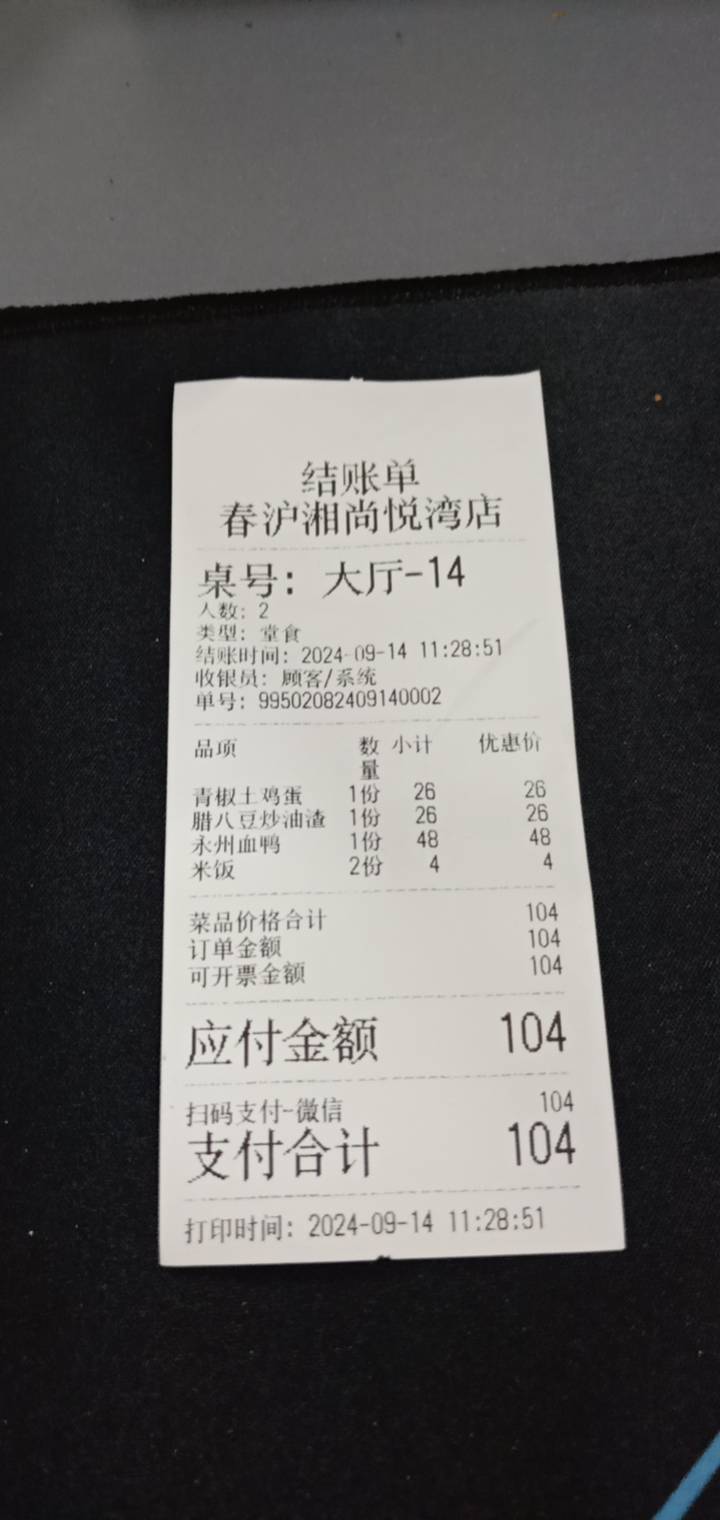 结账单
春沪湘尚悦湾店
桌号：大厅-14
人数：2
类型：堂食
结账时间：2024-09-14 11:28:51
收银员：顾客/系统
单号：99502082409140002
品项 数量 小计 优惠价
青椒土鸡蛋 1份 26 26
腊八豆炒油渣 1份 26 26
永州血鸭 1份 48 48
米饭 2份 4 4
菜品价格合计 104
订单金额 104
可开票金额 104
应付金额 104
扫码支付-微信 104
支付合计 104
打印时间：2024-09-14 11:28:51